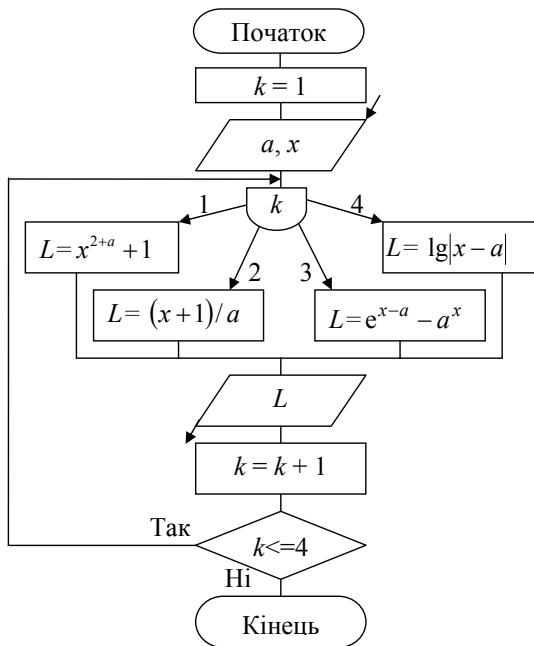 Початок
k = 1
a, x
k
1
4
L = x^{2+a} + 1
L = lg|x − a|
2
3
L = (x+1)/a
L = e^{x−a} − a^x
L
k = k + 1
Так
k<=4
Ні
Кінець